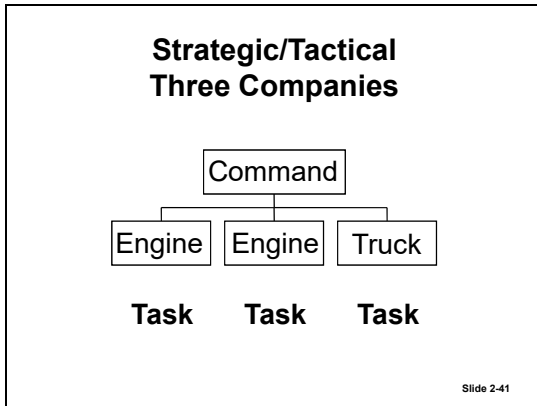 Strategic/Tactical
Three Companies
Command
Engine Engine Truck
Task Task Task
Slide 2-41